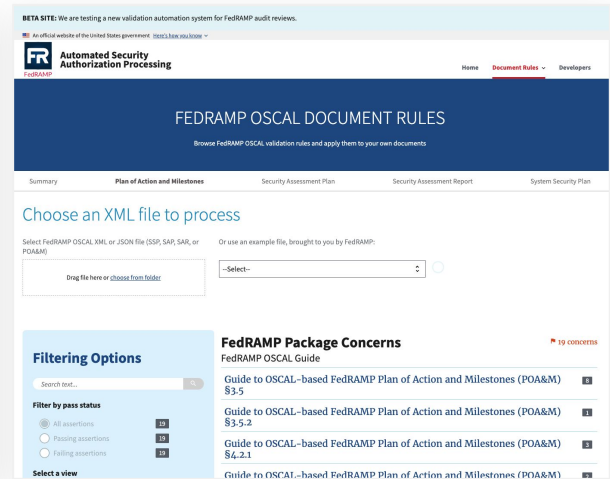 BETA SITE: We are testing a new validation automation system for FedRAMP audit reviews.
An official website of the United States government Here's how you know
FR
FedRAMP
Automated Security
Authorization Processing
Home Document Rules Developers
FEDRAMP OSCAL DOCUMENT RULES
Browse FedRAMP OSCAL validation rules and apply them to your own documents
Summary Plan of Action and Milestones Security Assessment Plan Security Assessment Report System Security Plan
Choose an XML file to process
Select FedRAMP OSCAL XML or JSON file (SSP, SAP, SAR, or
POA&M)
Drag file here or choose from folder
Or use an example file, brought to you by FedRAMP:
--Select--
Filtering Options
Search text...
Filter by pass status
All assertions 19
Passing assertions 19
Failing assertions 19
Select a view
FedRAMP Package Concerns
19 concerns
FedRAMP OSCAL Guide
Guide to OSCAL-based FedRAMP Plan of Action and Milestones (POA&M) 8
§3.5
Guide to OSCAL-based FedRAMP Plan of Action and Milestones (POA&M) 1
§3.5.2
Guide to OSCAL-based FedRAMP Plan of Action and Milestones (POA&M) 3
§4.2.1
Guide to OSCAL-based FedRAMP Plan of Action and Milestones (POA&M)